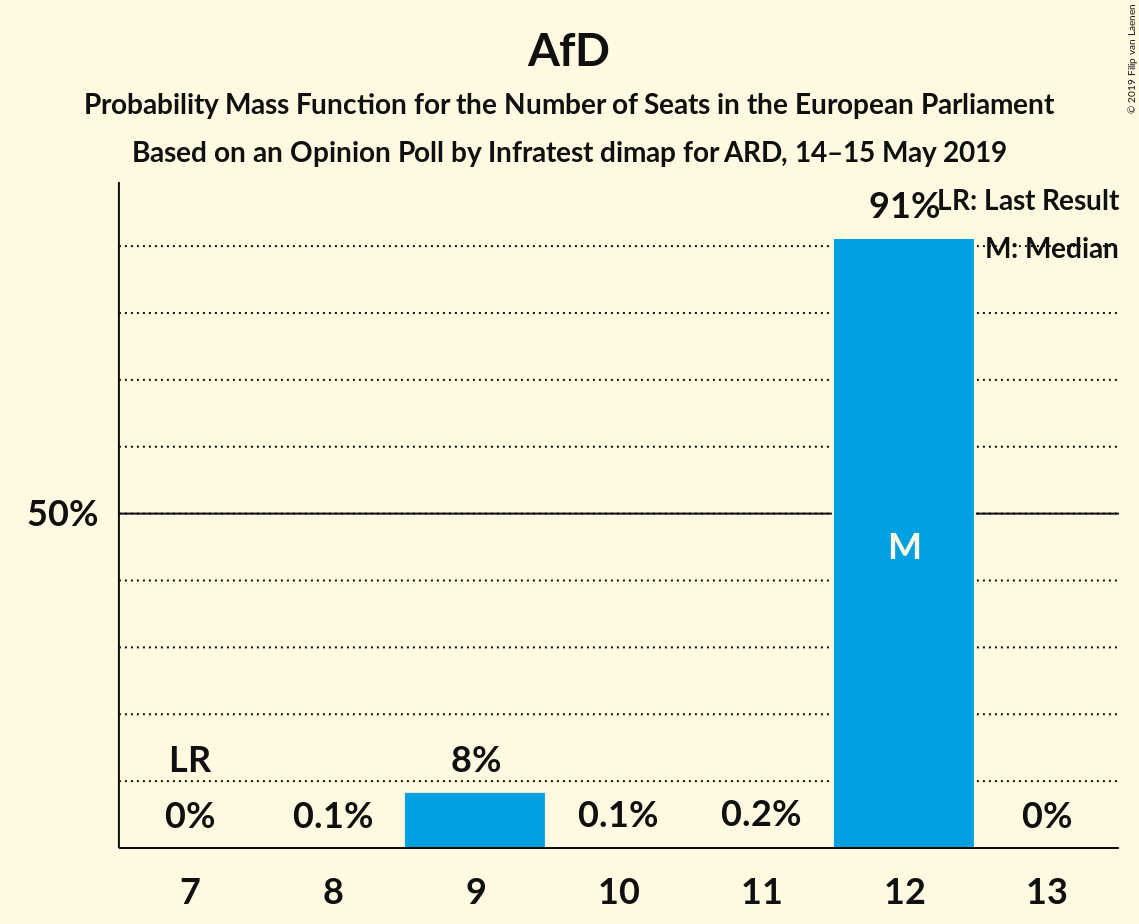 AfD
Probability Mass Function for the Number of Seats in the European Parliament
Based on an Opinion Poll by Infratest dimap for ARD, 14–15 May 2019
© 2019 Filip van Laenen
LR: Last Result
M: Median
91%
50%
M
LR
8%
0%
0.1%
0.1%
0.2%
0%
7
8
9
10
11
12
13